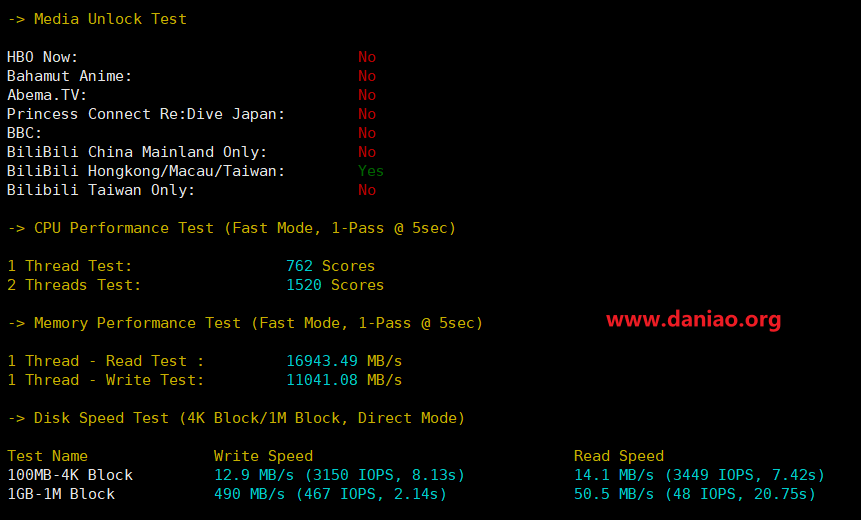 -> Media Unlock Test
HBO Now: No
Bahamut Anime: No
Abema.TV: No
Princess Connect Re:Dive Japan: No
BBC: No
BiliBili China Mainland Only: No
BiliBili Hongkong/Macau/Taiwan: Yes
Bilibili Taiwan Only: No
-> CPU Performance Test (Fast Mode, 1-Pass @ 5sec)
1 Thread Test: 762 Scores
2 Threads Test: 1520 Scores
-> Memory Performance Test (Fast Mode, 1-Pass @ 5sec)
www.daniao.org
1 Thread - Read Test : 16943.49 MB/s
1 Thread - Write Test: 11041.08 MB/s
-> Disk Speed Test (4K Block/1M Block, Direct Mode)
Test Name Write Speed Read Speed
100MB-4K Block 12.9 MB/s (3150 IOPS, 8.13s) 14.1 MB/s (3449 IOPS, 7.42s)
1GB-1M Block 490 MB/s (467 IOPS, 2.14s) 50.5 MB/s (48 IOPS, 20.75s)